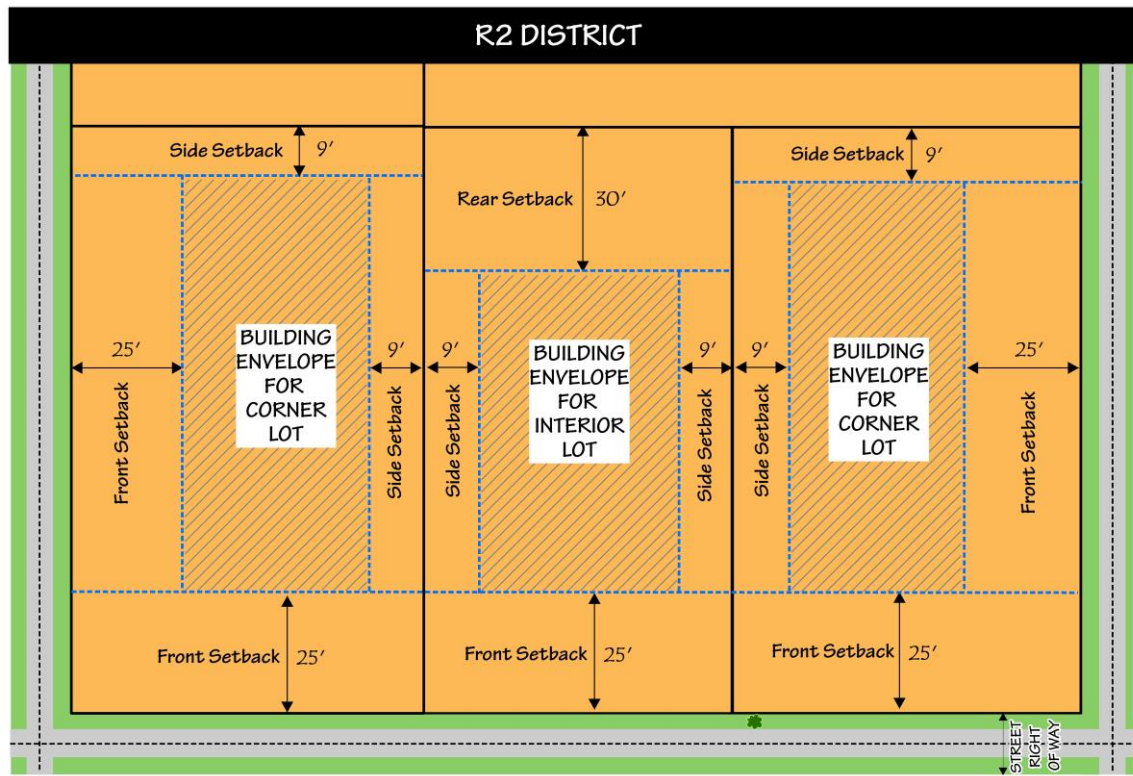 R2 DISTRICT
Side Setback 9'
Rear Setback 30'
Side Setback 9'
25'
Front Setback
BUILDING
ENVELOPE
FOR
CORNER
LOT
9'
Side Setback
9'
Side Setback
BUILDING
ENVELOPE
FOR
INTERIOR
LOT
9'
Side Setback
9'
Side Setback
BUILDING
ENVELOPE
FOR
CORNER
LOT
25'
Front Setback
Front Setback 25'
Front Setback 25'
Front Setback 25'
STREET
RIGHT
OF WAY